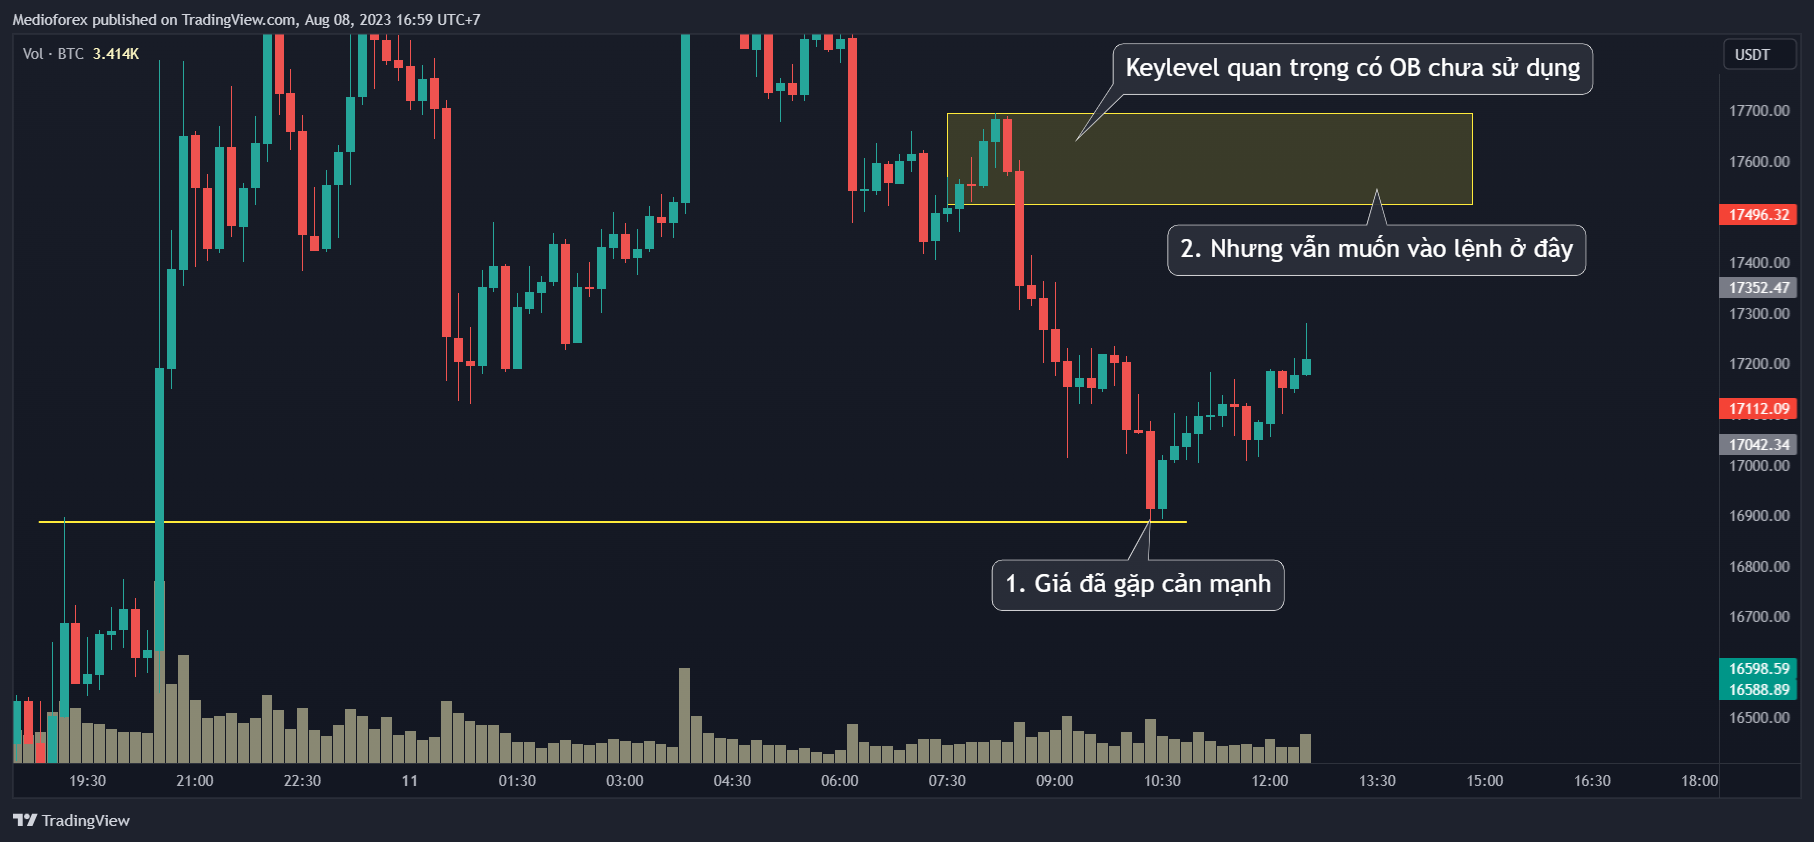 Medioforex published on TradingView.com, Aug 08, 2023 16:59 UTC+7
Vol · BTC 3.414K
USDT
Keylevel quan trọng có OB chưa sử dụng
17700.00
17600.00
17496.32
2. Nhưng vẫn muốn vào lệnh ở đây
17400.00
17352.47
17300.00
17200.00
17112.09
17042.34
17000.00
16900.00
1. Giá đã gặp cản mạnh
16800.00
16700.00
16598.59
16588.89
16500.00
19:30 21:00 22:30 11 01:30 03:00 04:30 06:00 07:30 09:00 10:30 12:00 13:30 15:00 16:30 18:00
TradingView